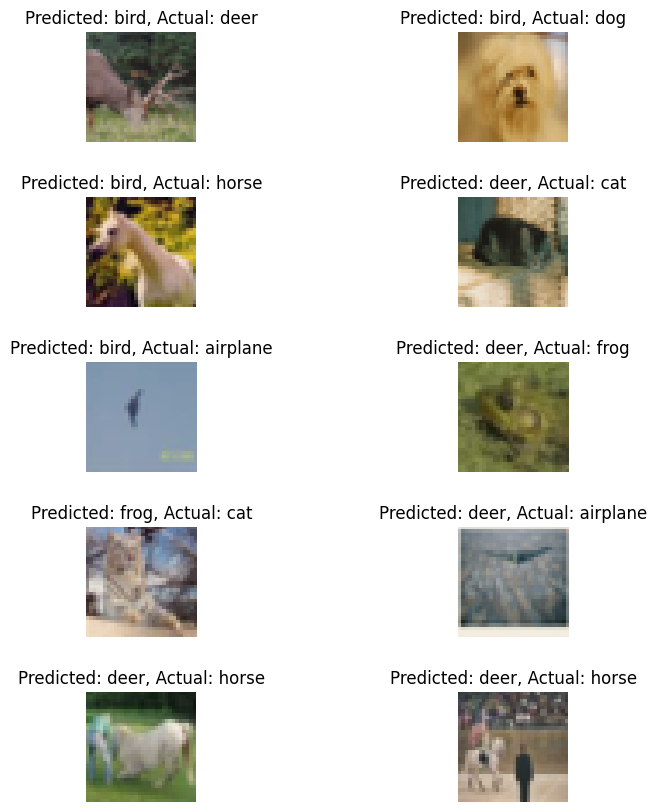 Predicted: bird, Actual: deer
Predicted: bird, Actual: dog
Predicted: bird, Actual: horse
Predicted: deer, Actual: cat
Predicted: bird, Actual: airplane
Predicted: deer, Actual: frog
Predicted: frog, Actual: cat
Predicted: deer, Actual: airplane
Predicted: deer, Actual: horse
Predicted: deer, Actual: horse